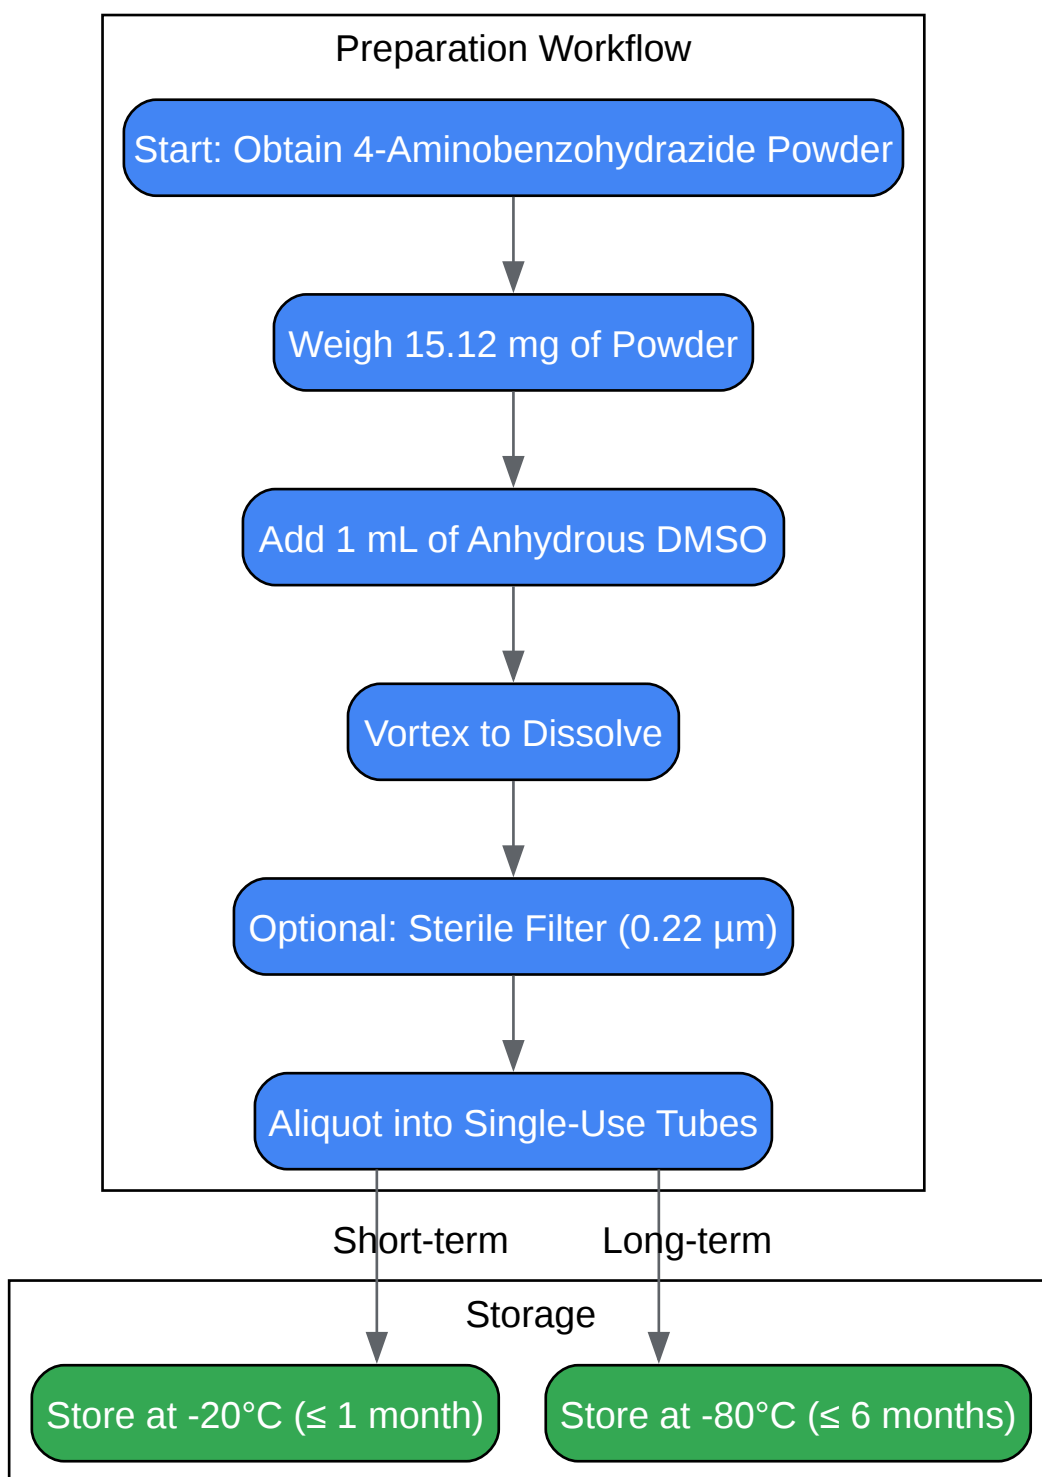 Preparation Workflow
Start: Obtain 4-Aminobenzohydrazide Powder
Weigh 15.12 mg of Powder
Add 1 mL of Anhydrous DMSO
Vortex to Dissolve
Optional: Sterile Filter (0.22 µm)
Aliquot into Single-Use Tubes
Short-term
Long-term
Storage
Store at -20°C (≤ 1 month)
Store at -80°C (≤ 6 months)